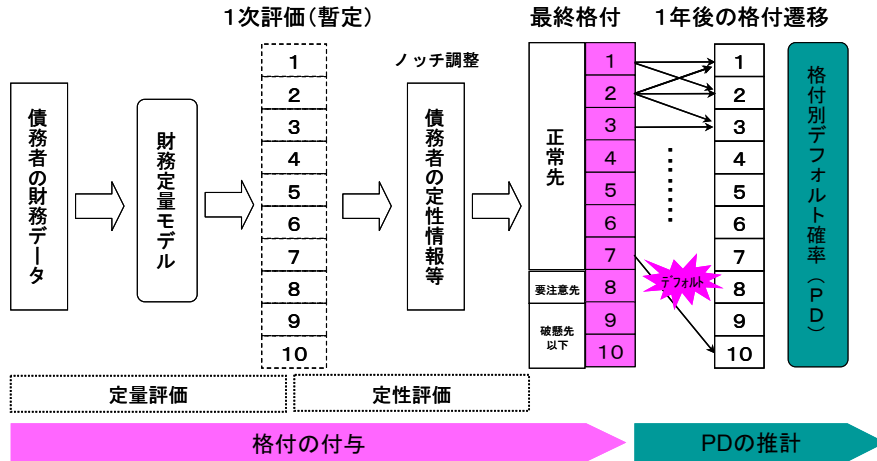 1次評価(暫定)
最終格付
1年後の格付遷移
ノッチ調整
債務者の財務データ
財務定量モデル
1
2
3
4
5
6
7
8
9
10
債務者の定性情報等
正常先
要注意先
破懸先
以下
1
2
3
4
5
6
7
8
9
10
デフォルト
1
2
3
4
5
6
7
8
9
10
格付別デフォルト確率(PD)
定量評価
定性評価
格付の付与
PDの推計